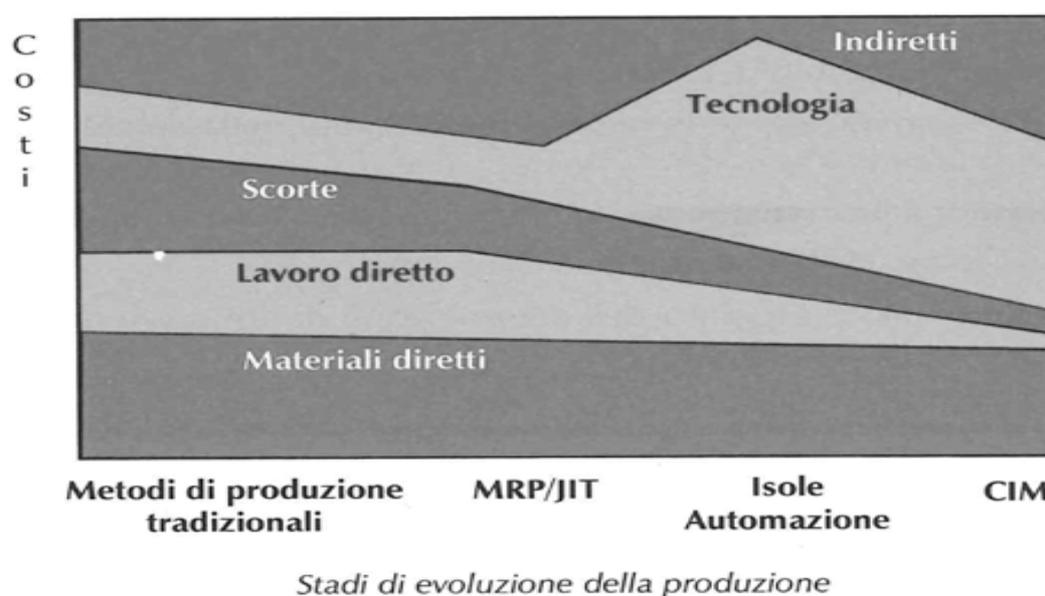 Costi
Indiretti
Tecnologia
Scorte
Lavoro diretto
Materiali diretti
Metodi di produzione tradizionali
MRP/JIT
Isole Automazione
CIM
Stadi di evoluzione della produzione